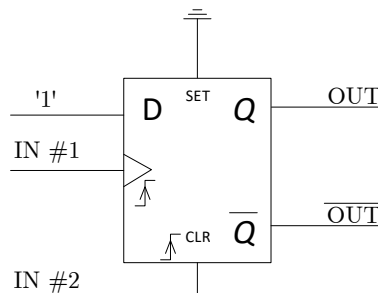 '1'
D
SET
Q
OUT
IN #1
CLR
Q
OUT
IN #2